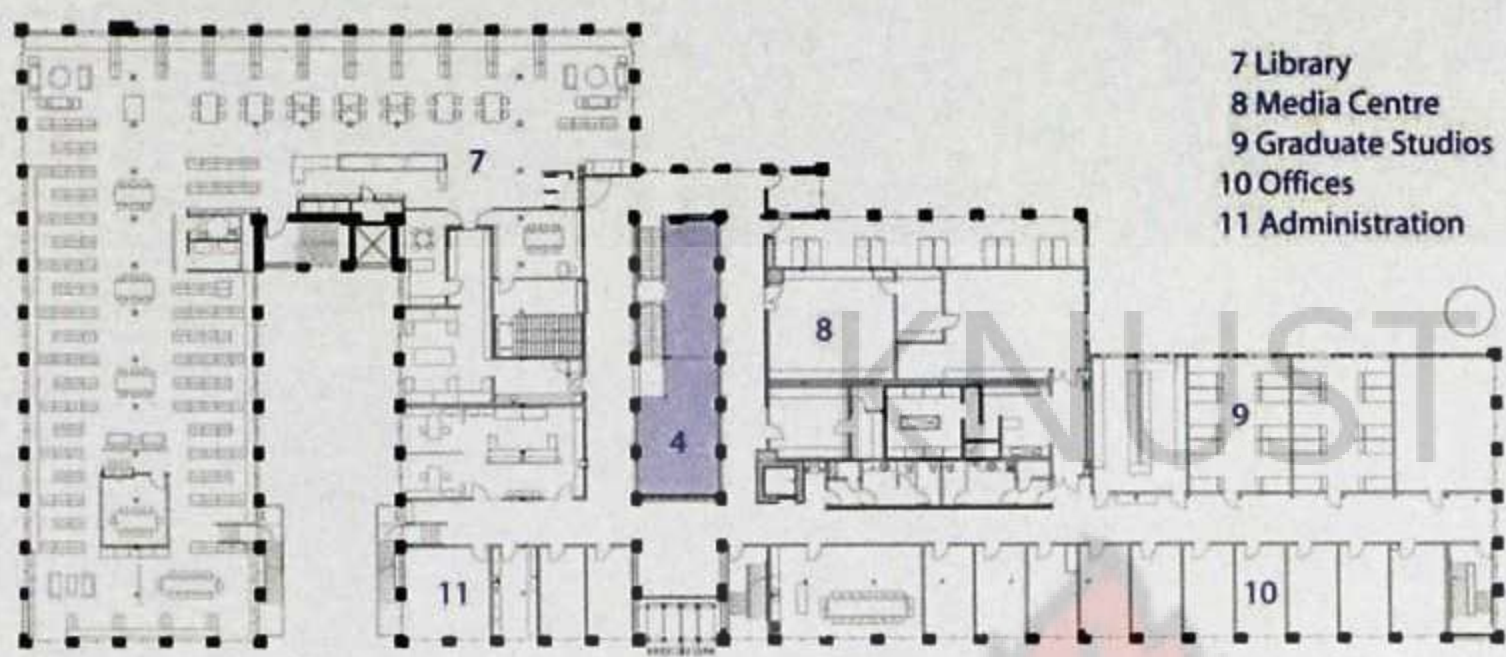 7 Library
8 Media Centre
9 Graduate Studios
10 Offices
11 Administration
7
8
9
4
11
10
KNUST